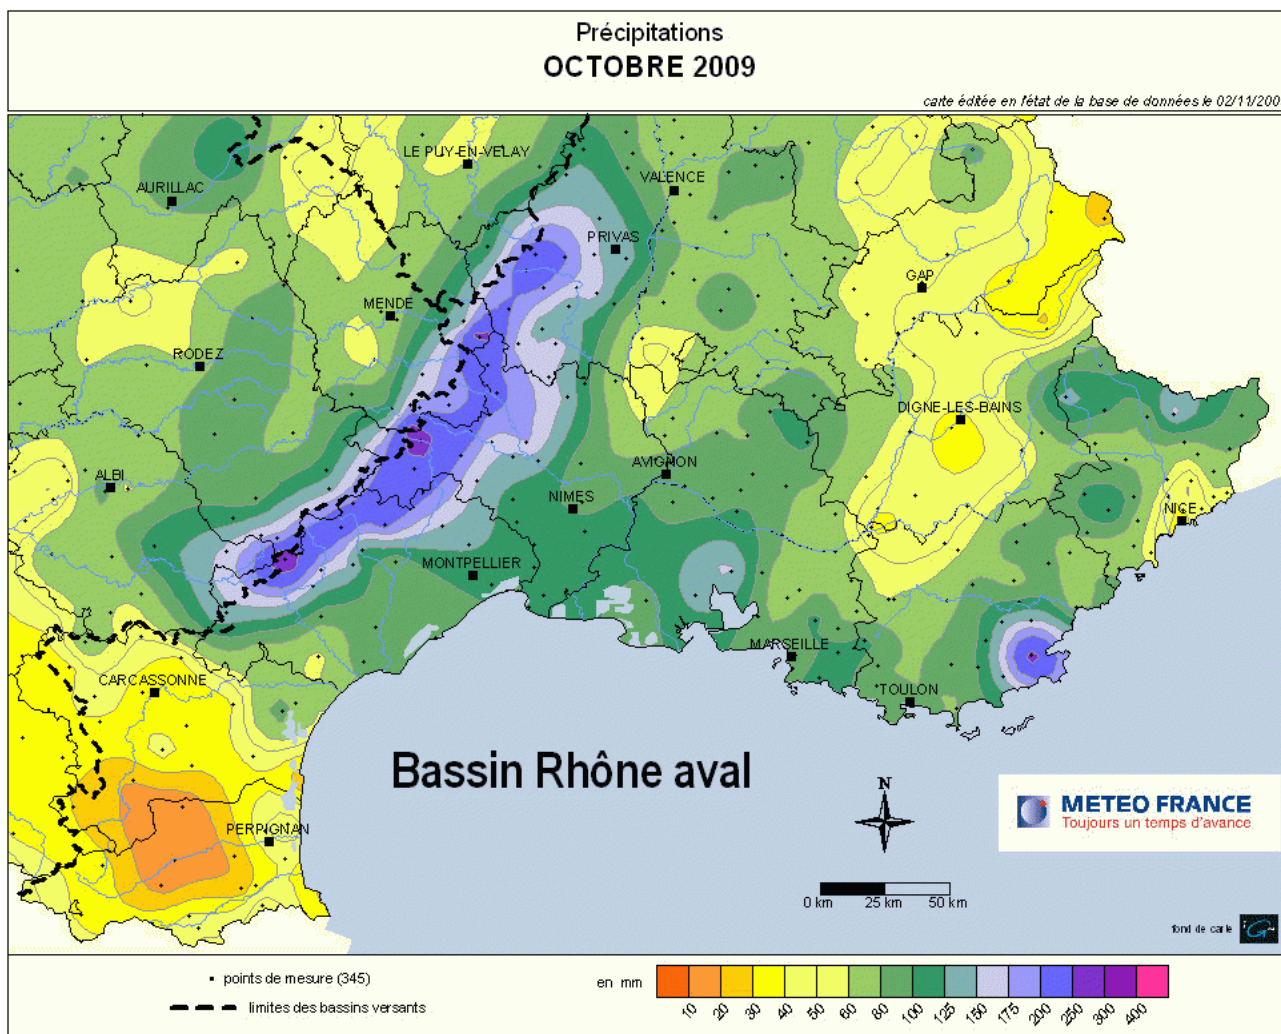 Précipitations
OCTOBRE 2009
carte éditée en l'état de la base de données le 02/11/200
LE PUY-EN-VELAY
AURILLAC
VALENCE
PRIVAS
GAP
MENDE
RODEZ
DIGNE-LES-BAINS
AVIGNON
ALBI
NIMES
NICE
MONTPELLIER
MARSEILLE
CARCASSONNE
TOULON
Bassin Rhône aval
N
METEO FRANCE
Toujours un temps d'avance
PERPIGNAN
0 km 25 km 50 km
fond de carte
points de mesure (345)
en mm
10 20 30 40 50 60 80 100 125 150 175 200 250 300 400
limites des bassins versants